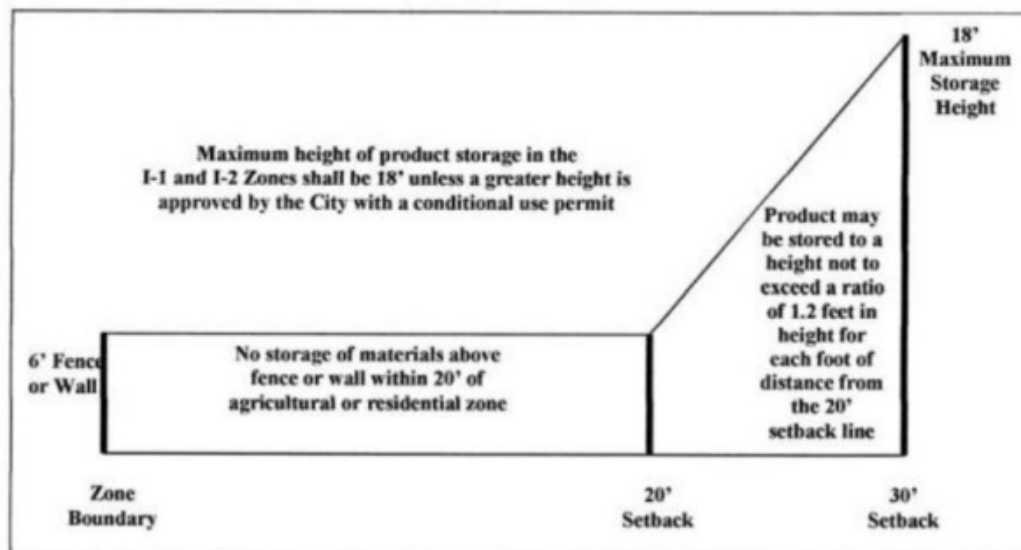 18’
Maximum
Storage
Height
Maximum height of product storage in the
I-1 and I-2 Zones shall be 18’ unless a greater height is
approved by the City with a conditional use permit
Product may
be stored to a
height not to
exceed a ratio
of 1.2 feet in
height for
each foot of
distance from
the 20’
setback line
6’ Fence
or Wall
No storage of materials above
fence or wall within 20’ of
agricultural or residential zone
Zone
Boundary
20’
Setback
30’
Setback